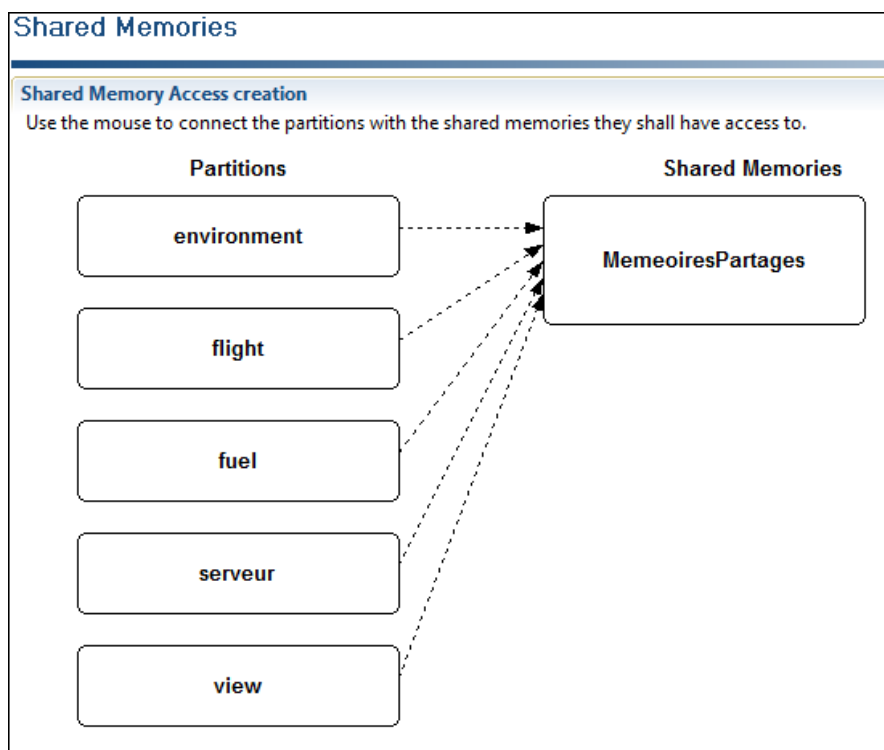 Shared Memories
Shared Memory Access creation
Use the mouse to connect the partitions with the shared memories they shall have access to.
Partitions
Shared Memories
environment
MemeoiresPartages
flight
fuel
serveur
view